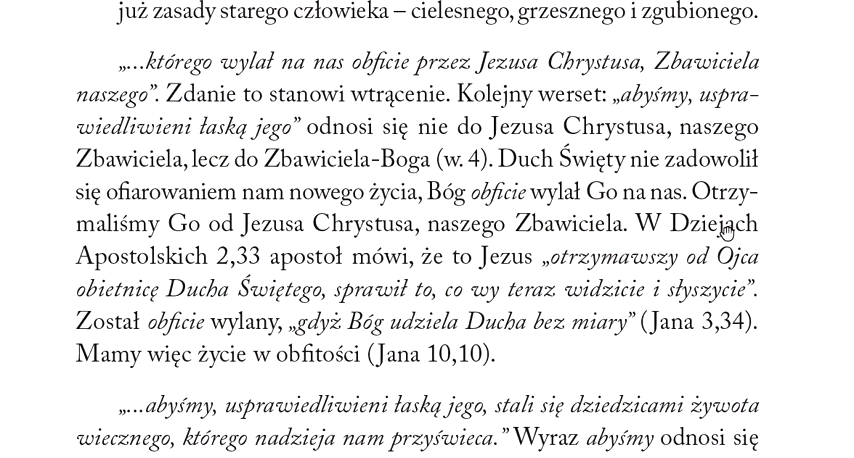 już zasady starego człowieka – cielesnego, grzesznego i zgubionego.
„...którego wylał na nas obficie przez Jezusa Chrystusa, Zbawiciela
naszego”. Zdanie to stanowi wtrącenie. Kolejny werset: „abyśmy, uspra-
wiedliwieni łaską jego” odnosi się nie do Jezusa Chrystusa, naszego
Zbawiciela, lecz do Zbawiciela-Boga (w. 4). Duch Święty nie zadowolił
się ofiarowaniem nam nowego życia, Bóg obficie wylał Go na nas. Otrzy-
maliśmy Go od Jezusa Chrystusa, naszego Zbawiciela. W Dziejach
Apostolskich 2,33 apostoł mówi, że to Jezus „otrzymawszy od Ojca
obietnicę Ducha Świętego, sprawił to, co wy teraz widzicie i słyszycie”.
Został obficie wylany, „gdyż Bóg udziela Ducha bez miary” (Jana 3,34).
Mamy więc życie w obfitości (Jana 10,10).
„...abyśmy, usprawiedliwieni łaską jego, stali się dziedzicami żywota
wiecznego, którego nadzieja nam przyświeca.” Wyraz abyśmy odnosi się